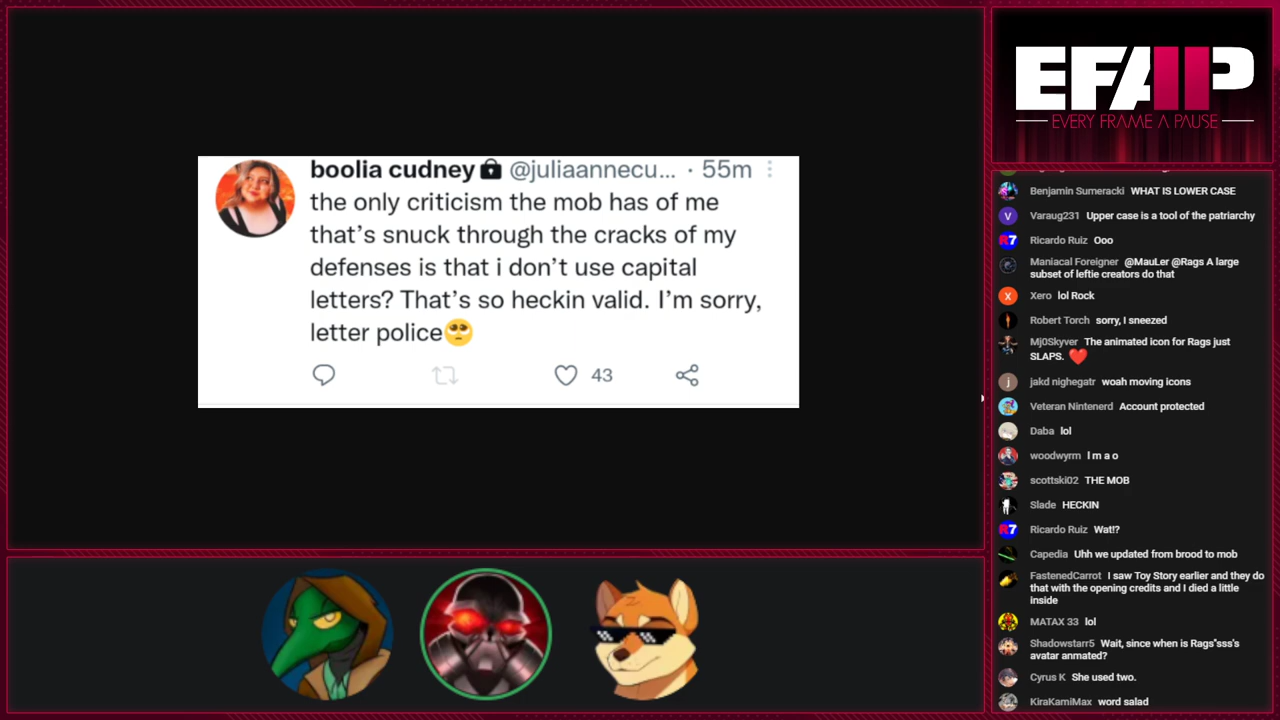 boolia cudney @juliaannecu... · 55m
the only criticism the mob has of me
that's snuck through the cracks of my
defenses is that i don't use capital
letters? That's so heckin valid. I'm sorry,
letter police🥺
43
EFAP
EVERY FRAME A PAUSE
Benjamin Sumeracki WHAT IS LOWER CASE
V
Varaug231 Upper case is a tool of the patriarchy
R7
Ricardo Ruiz Ooo
Maniacal Foreigner @MauLer @Rags A large
subset of leftie creators do that
X
Xero lol Rock
Robert Torch sorry, I sneezed
Mj0Skyver The animated icon for Rags just
SLAPS. ❤️
j
jakd nighegatr woah moving icons
Veteran Nintenerd Account protected
Daba lol
woodwyrm l m a o
scottski02 THE MOB
Slade HECKIN
R7
Ricardo Ruiz Wat!?
Capedia Uhh we updated from brood to mob
FastenedCarrot I saw Toy Story earlier and they do
that with the opening credits and I died a little
inside
MATAX 33 lol
Shadowstarr5 Wait, since when is Rags"sss's
avatar anmated?
Cyrus K She used two.
KiraKamiMax word salad